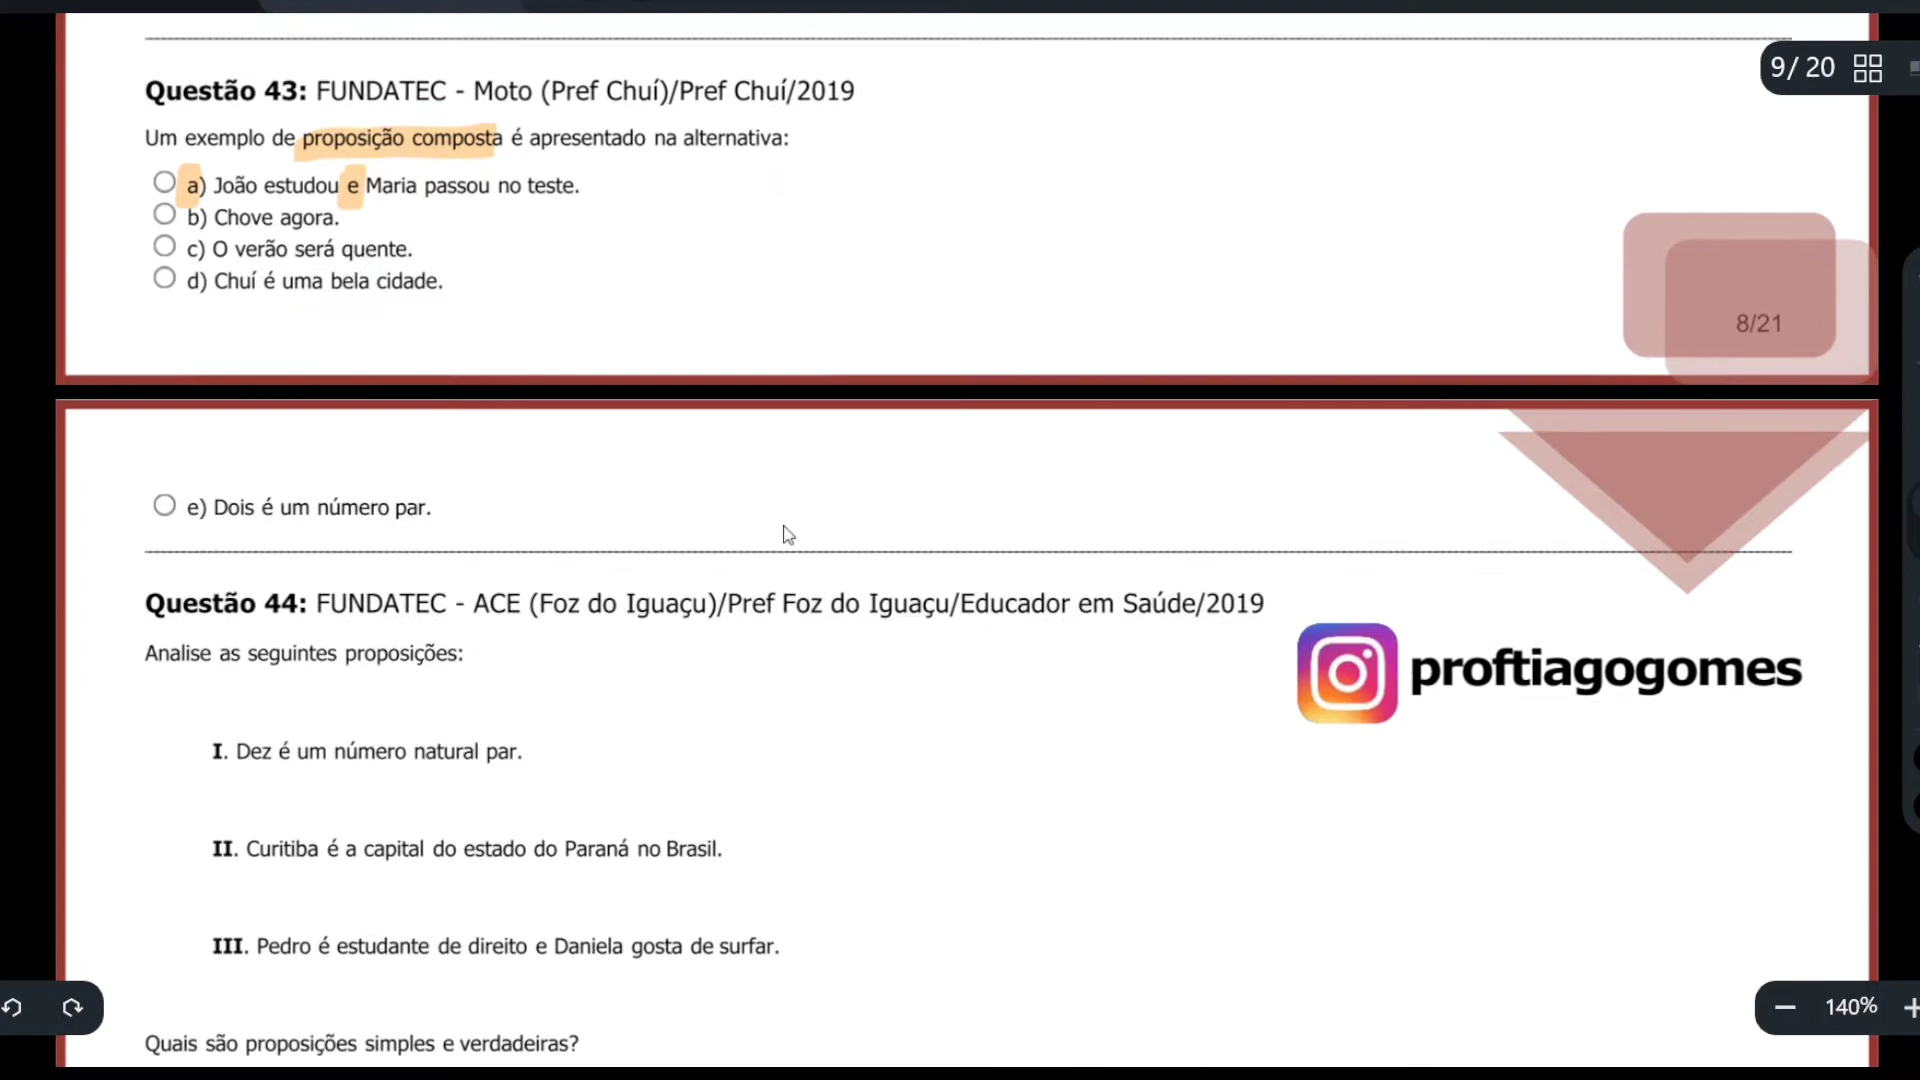 9/ 20
Questão 43: FUNDATEC - Moto (Pref Chuí)/Pref Chuí/2019
Um exemplo de proposição composta é apresentado na alternativa:
a) João estudou e Maria passou no teste.
b) Chove agora.
c) O verão será quente.
d) Chuí é uma bela cidade.
8/21
e) Dois é um número par.
Questão 44: FUNDATEC - ACE (Foz do Iguaçu)/Pref Foz do Iguaçu/Educador em Saúde/2019
Analise as seguintes proposições:
proftiagogomes
I. Dez é um número natural par.
II. Curitiba é a capital do estado do Paraná no Brasil.
III. Pedro é estudante de direito e Daniela gosta de surfar.
140%
Quais são proposições simples e verdadeiras?